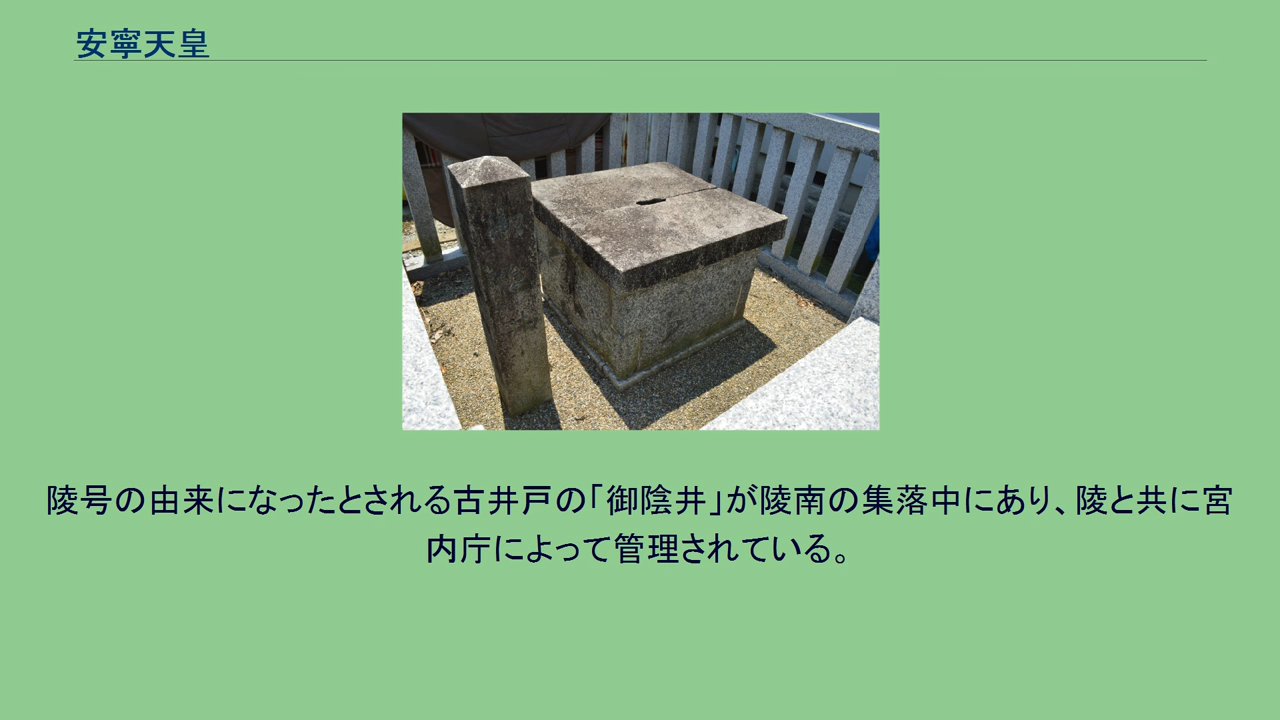 安寧天皇
陵号の由来になったとされる古井戸の「御陰井」が陵南の集落中にあり、陵と共に宮
内庁によって管理されている。